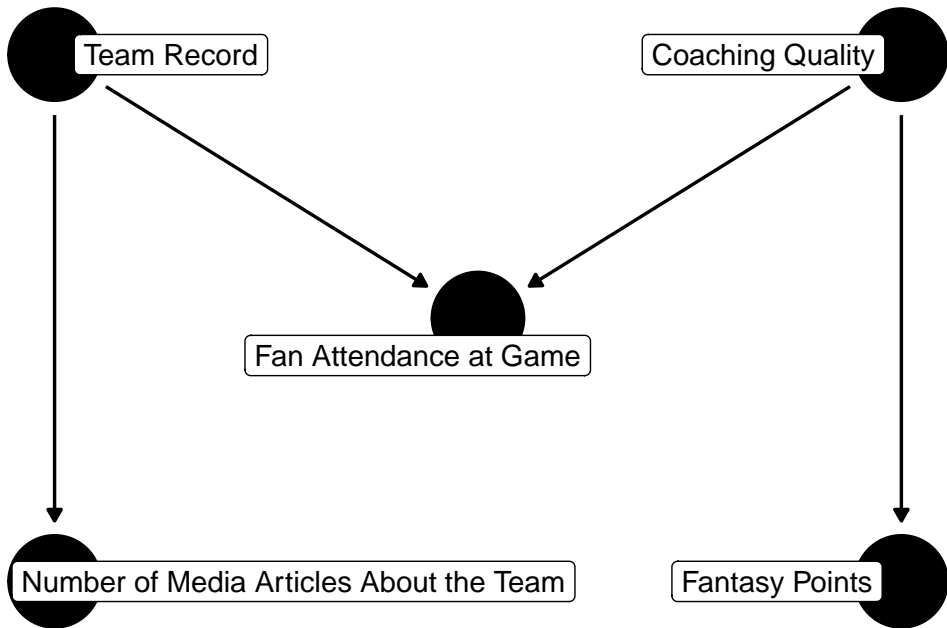 Team Record
Coaching Quality
Fan Attendance at Game
Number of Media Articles About the Team
Fantasy Points